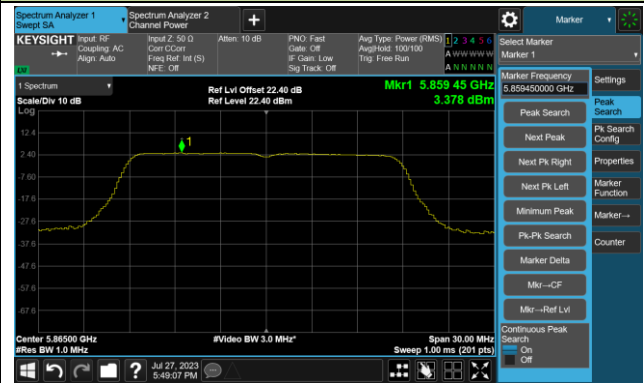 Spectrum Analyzer 1
Swept SA
Spectrum Analyzer 2
Channel Power
Marker
KEYSIGHT
Input: RF
Coupling: AC
Align: Auto
Input Z: 50 Ω
Corr CCorr
Freq Ref: Int (S)
NFE: Off
Atten: 10 dB
PNO: Fast
Gate: Off
IF Gain: Low
Sig Track: Off
Avg Type: Power (RMS)
Avg|Hold: 100/100
Trig: Free Run
1 2 3 4 5 6
A W W W W W
A N N N N N
LXI
1 Spectrum
Scale/Div 10 dB
Log
Ref Lvl Offset 22.40 dB
Ref Level 22.40 dBm
Mkr1 5.859 45 GHz
3.378 dBm
1
12.4
2.40
-7.60
-17.6
-27.6
-37.6
-47.6
-57.6
-67.6
Center 5.86500 GHz
#Res BW 1.0 MHz
#Video BW 3.0 MHz*
Span 30.00 MHz
Sweep 1.00 ms (201 pts)
Select Marker
Marker 1
Marker Frequency
5.859450000 GHz
Peak Search
Next Peak
Next Pk Right
Next Pk Left
Minimum Peak
Pk-Pk Search
Marker Delta
Mkr→CF
Mkr→Ref Lvl
Continuous Peak
Search
On
Off
Settings
Peak
Search
Pk Search
Config
Properties
Marker
Function
Marker→
Counter
?
Jul 27, 2023
5:49:07 PM